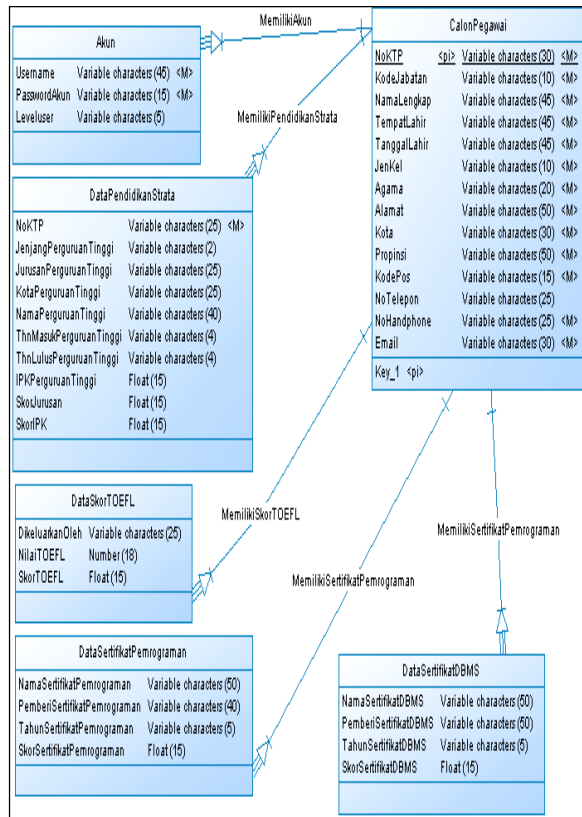 MemilikiAkun
Akun
Username Variable characters (45) <M>
PasswordAkun Variable characters (15) <M>
Leveluser Variable characters (5)
CalonPegawai
NoKTP <pi> Variable characters (30) <M>
KodeJabatan Variable characters (10) <M>
NamaLengkap Variable characters (45) <M>
TempatLahir Variable characters (45) <M>
TanggalLahir Variable characters (45) <M>
JenKel Variable characters (10) <M>
Agama Variable characters (20) <M>
Alamat Variable characters (50) <M>
Kota Variable characters (30) <M>
Propinsi Variable characters (50) <M>
KodePos Variable characters (15) <M>
NoTelepon Variable characters (25)
NoHandphone Variable characters (25) <M>
Email Variable characters (30) <M>
Key_1 <pi>
MemilikiPendidikanStrata
DataPendidikanStrata
NoKTP Variable characters (25) <M>
JenjangPerguruanTinggi Variable characters (2)
JurusanPerguruanTinggi Variable characters (25)
KotaPerguruanTinggi Variable characters (25)
NamaPerguruanTinggi Variable characters (40)
ThnMasukPerguruanTinggi Variable characters (4)
ThnLulusPerguruanTinggi Variable characters (4)
IPKPerguruanTinggi Float (15)
SkorJurusan Float (15)
SkorIPK Float (15)
DataSkorTOEFL
DikeluarkanOleh Variable characters (25)
NilaiTOEFL Number (18)
SkorTOEFL Float (15)
MemilikiSkorTOEFL
MemilikiSertifikatPemrograman
MemilikiSertifikatPemrograman
DataSertifikatPemrograman
NamaSertifikatPemrograman Variable characters (50)
PemberiSertifikatPemrograman Variable characters (40)
TahunSertifikatPemrograman Variable characters (5)
SkorSertifikatPemrograman Float (15)
DataSertifikatDBMS
NamaSertifikatDBMS Variable characters (50)
PemberiSertifikatDBMS Variable characters (50)
TahunSertifikatDBMS Variable characters (5)
SkorSertifikatDBMS Float (15)